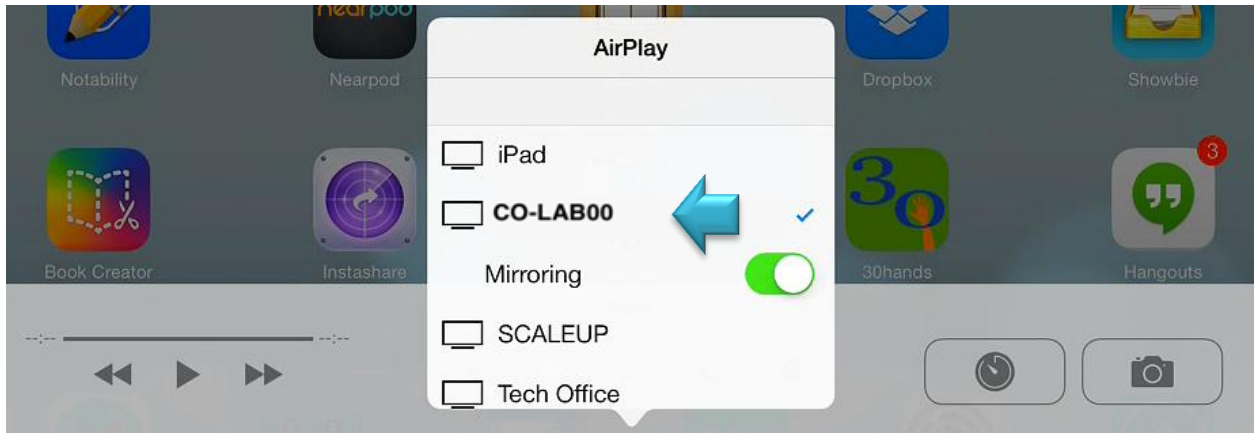 nearpod
AirPlay
Notability
Nearpod
Dropbox
Showbie
iPad
CO-LAB00
Mirroring
SCALEUP
Tech Office
30
3
Book Creator
Instashare
30hands
Hangouts
--:--
--:--